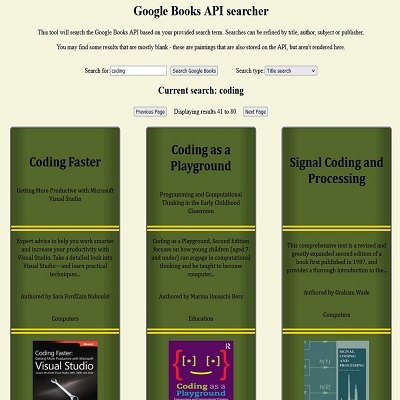 Google Books API searcher
This tool will search the Google Books API based on your provided search term. Searches can be refined by title, author, subject or publisher.
You may find some results that are mostly blank - these are paintings that are also stored on the API, but aren't rendered here.
Search for: coding Search Google Books Search type: Title search
Current search: coding
Previous Page Displaying results 41 to 80 Next Page
Coding Faster
Getting More Productive with Microsoft
Visual Studio
Expert advice to help you work smarter
and increase your productivity with
Visual Studio. Take a detailed look into
Visual Studio—and learn practical
techniques...
Authored by Sara Ford|Zain Naboulsi
Computers
Coding Faster:
Getting More Productive with Microsoft
Visual Studio
Coding as a
Playground
Programming and Computational
Thinking in the Early Childhood
Classroom
Coding as a Playground, Second Edition
focuses on how young children (aged 7
and under) can engage in computational
thinking and be taught to become
computer...
Authored by Marina Umaschi Bers
Education
R
[+] [+]
Coding as a
Playground
Signal Coding and
Processing
This comprehensive text is a revised and
greatly expanded second edition of a
book first published in 1987, and
provides a thorough introduction to the...
Authored by Graham Wade
Computers
SIGNAL
CODING AND
PROCESSING